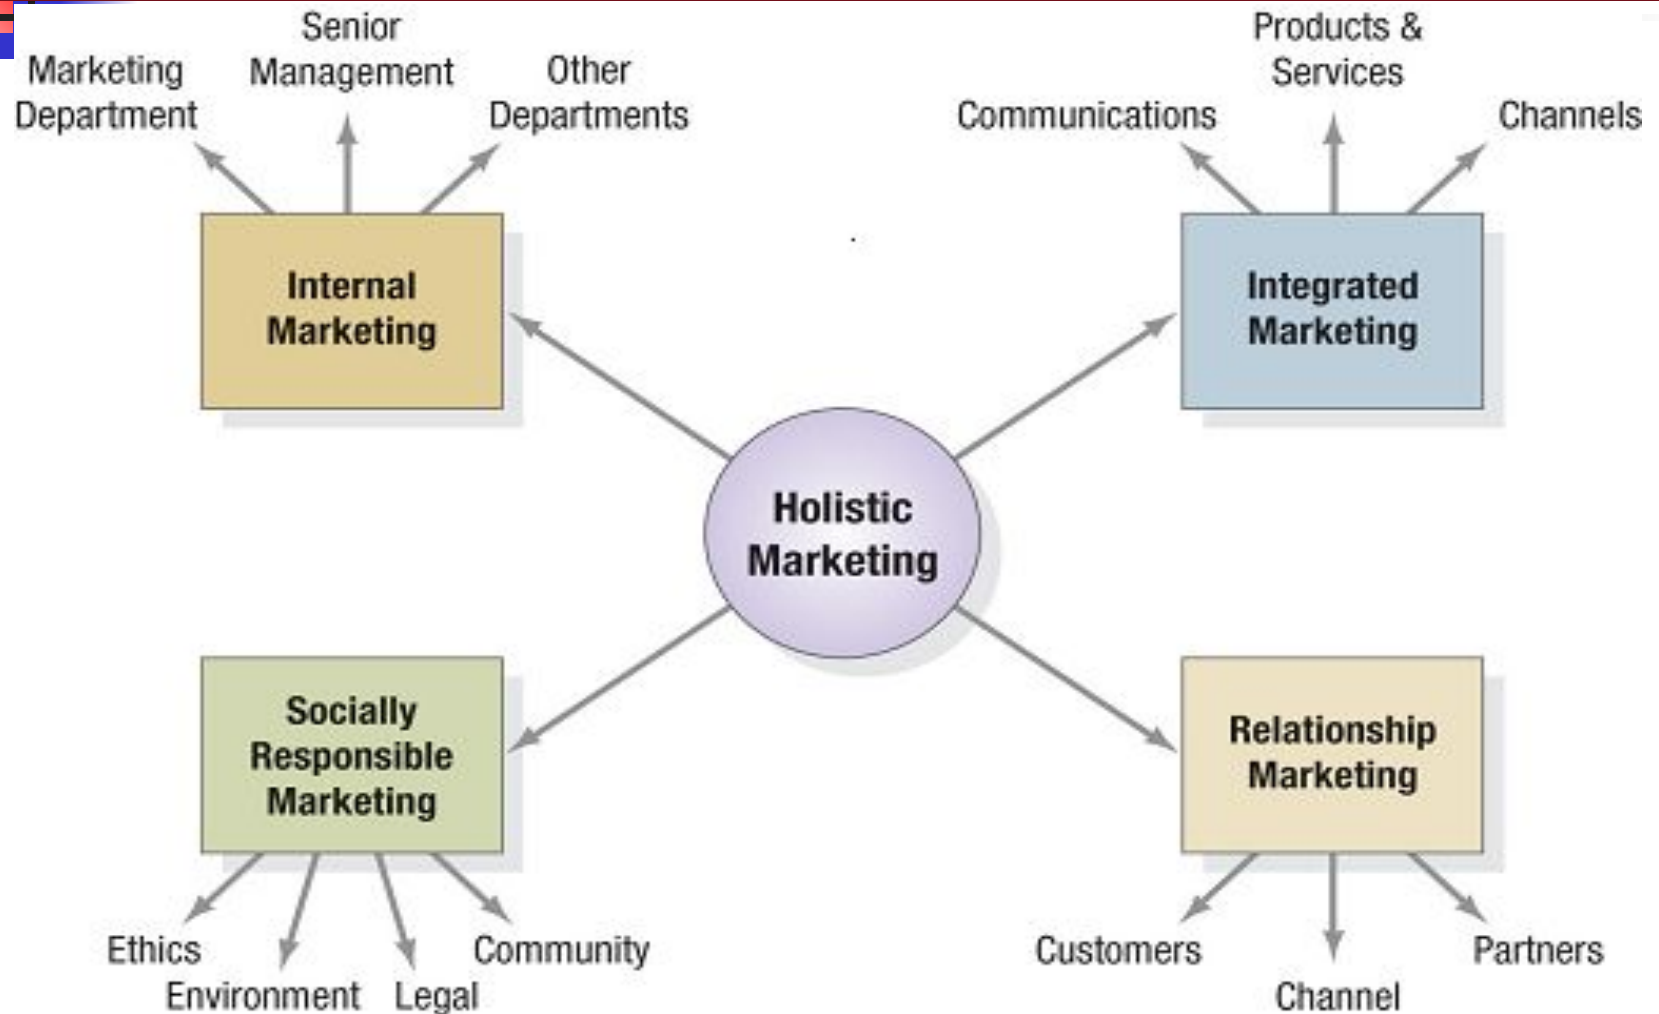 Senior
Management
Marketing
Department
Other
Departments
Products &
Services
Communications
Channels
Internal
Marketing
Integrated
Marketing
Holistic
Marketing
Socially
Responsible
Marketing
Relationship
Marketing
Ethics
Environment
Legal
Community
Customers
Channel
Partners